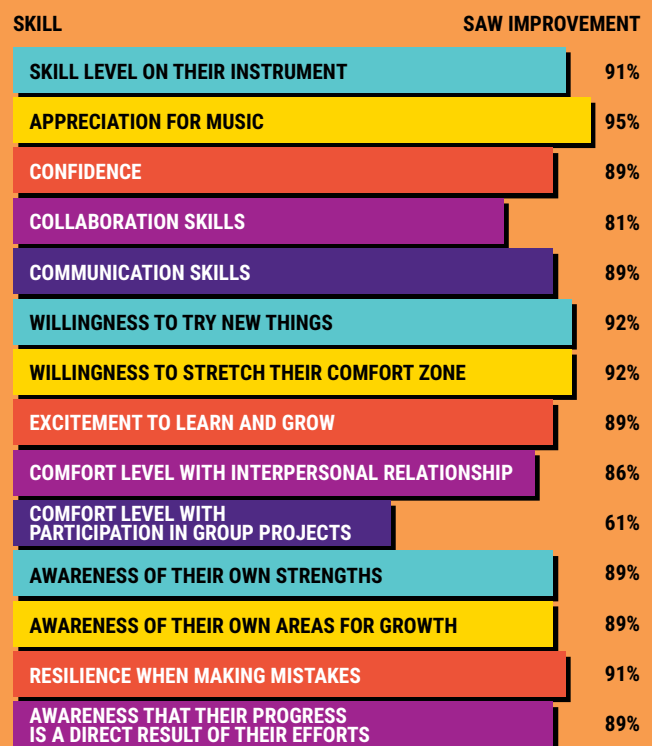 SKILL SAW IMPROVEMENT
SKILL LEVEL ON THEIR INSTRUMENT 91%
APPRECIATION FOR MUSIC 95%
CONFIDENCE 89%
COLLABORATION SKILLS 81%
COMMUNICATION SKILLS 89%
WILLINGNESS TO TRY NEW THINGS 92%
WILLINGNESS TO STRETCH THEIR COMFORT ZONE 92%
EXCITEMENT TO LEARN AND GROW 89%
COMFORT LEVEL WITH INTERPERSONAL RELATIONSHIP 86%
COMFORT LEVEL WITH
PARTICIPATION IN GROUP PROJECTS 61%
AWARENESS OF THEIR OWN STRENGTHS 89%
AWARENESS OF THEIR OWN AREAS FOR GROWTH 89%
RESILIENCE WHEN MAKING MISTAKES 91%
AWARENESS THAT THEIR PROGRESS
IS A DIRECT RESULT OF THEIR EFFORTS 89%